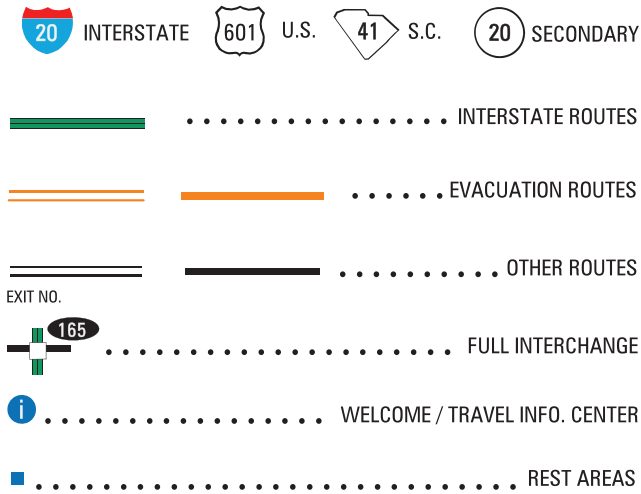 20 INTERSTATE 601 U.S. 41 S.C. 20 SECONDARY
. . . . . . . . . . . . . . . . INTERSTATE ROUTES
. . . . . . EVACUATION ROUTES
. . . . . . . . . . OTHER ROUTES
EXIT NO.
165
. . . . . . . . . . . . . . . . . . . . . FULL INTERCHANGE
i . . . . . . . . . . . . . . . . . WELCOME / TRAVEL INFO. CENTER
. . . . . . . . . . . . . . . . . . . . . . . . . . . . . REST AREAS